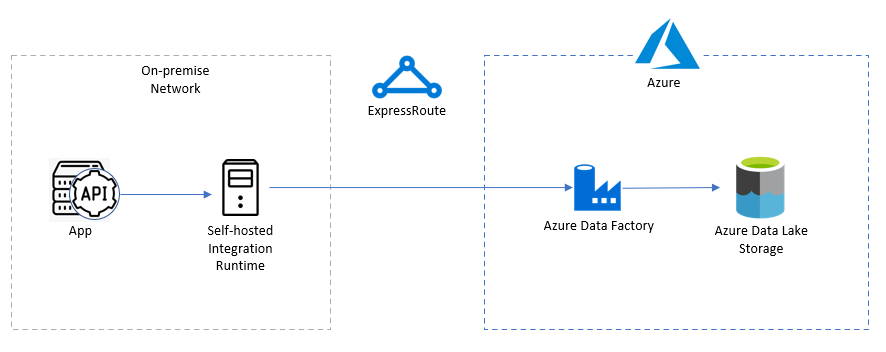 On-premise
Network
ExpressRoute
Azure
API
App
Self-hosted
Integration
Runtime
Azure Data Factory
Azure Data Lake
Storage